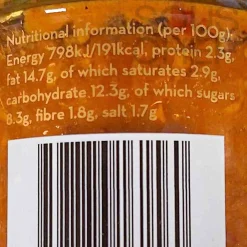 Nutritional information (per 100g):
Energy 798kJ/191kcal, protein 2.3g,
fat 14.7g, of which saturates 2.9g,
carbohydrate 12.3g, of which sugars
8.3g, fibre 1.8g, salt 1.7g